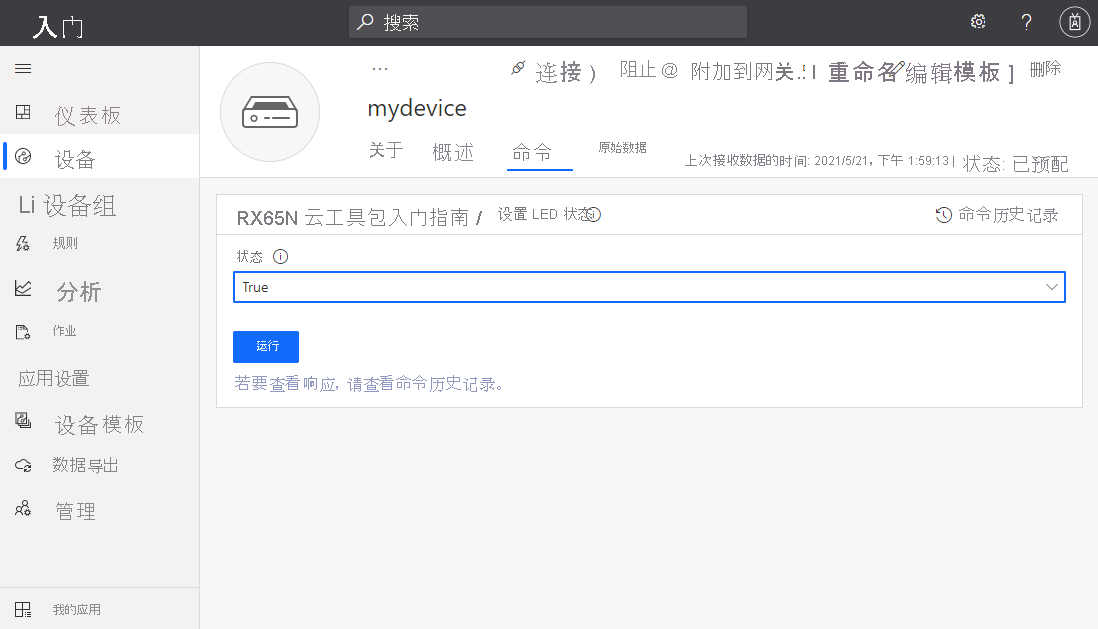 入门
搜索
?
仪表板
设备
Li 设备组
规则
分析
作业
应用设置
设备模板
数据导出
管理
我的应用
...
连接 ) 阻止 @ 附加到网关.! | 重命名 编辑模板 ] 删除
mydevice
关于 概述 命令 原始数据
上次接收数据的时间: 2021/5/21, 下午 1:59:13 | 状态: 已预配
RX65N 云工具包入门指南 / 设置 LED 状态
命令历史记录
状态
True
运行
若要查看响应, 请查看命令历史记录。